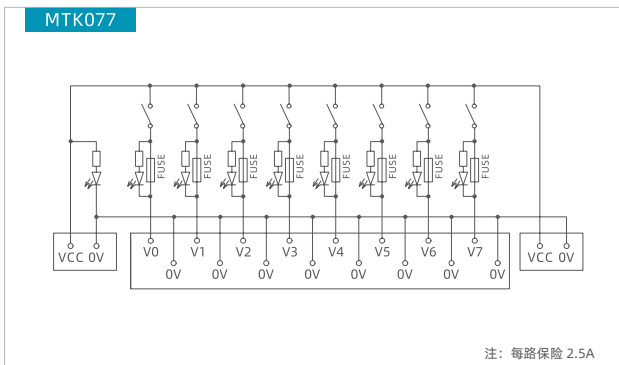 MTK077
FUSE FUSE FUSE FUSE FUSE FUSE FUSE FUSE
VCC 0V V0 V1 V2 V3 V4 V5 V6 V7 VCC 0V
0V 0V 0V 0V 0V 0V 0V 0V
注：每路保险 2.5A